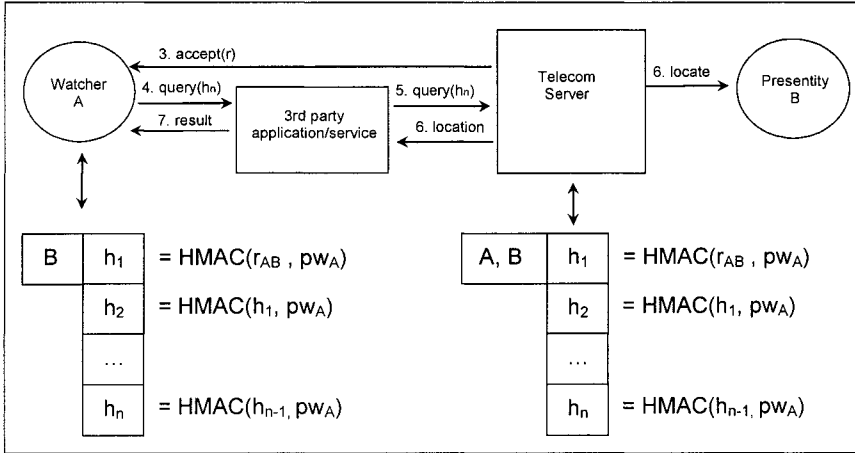 3. accept(r)
Watcher
A
4. query(hn)
7. result
3rd party
application/service
5. query(hn)
6. location
Telecom
Server
6. locate
Presentity
B
B h1 = HMAC(rAB , pwA)
h2 = HMAC(h1, pwA)
...
hn = HMAC(hn-1, pwA)
A, B h1 = HMAC(rAB , pwA)
h2 = HMAC(h1, pwA)
...
hn = HMAC(hn-1, pwA)